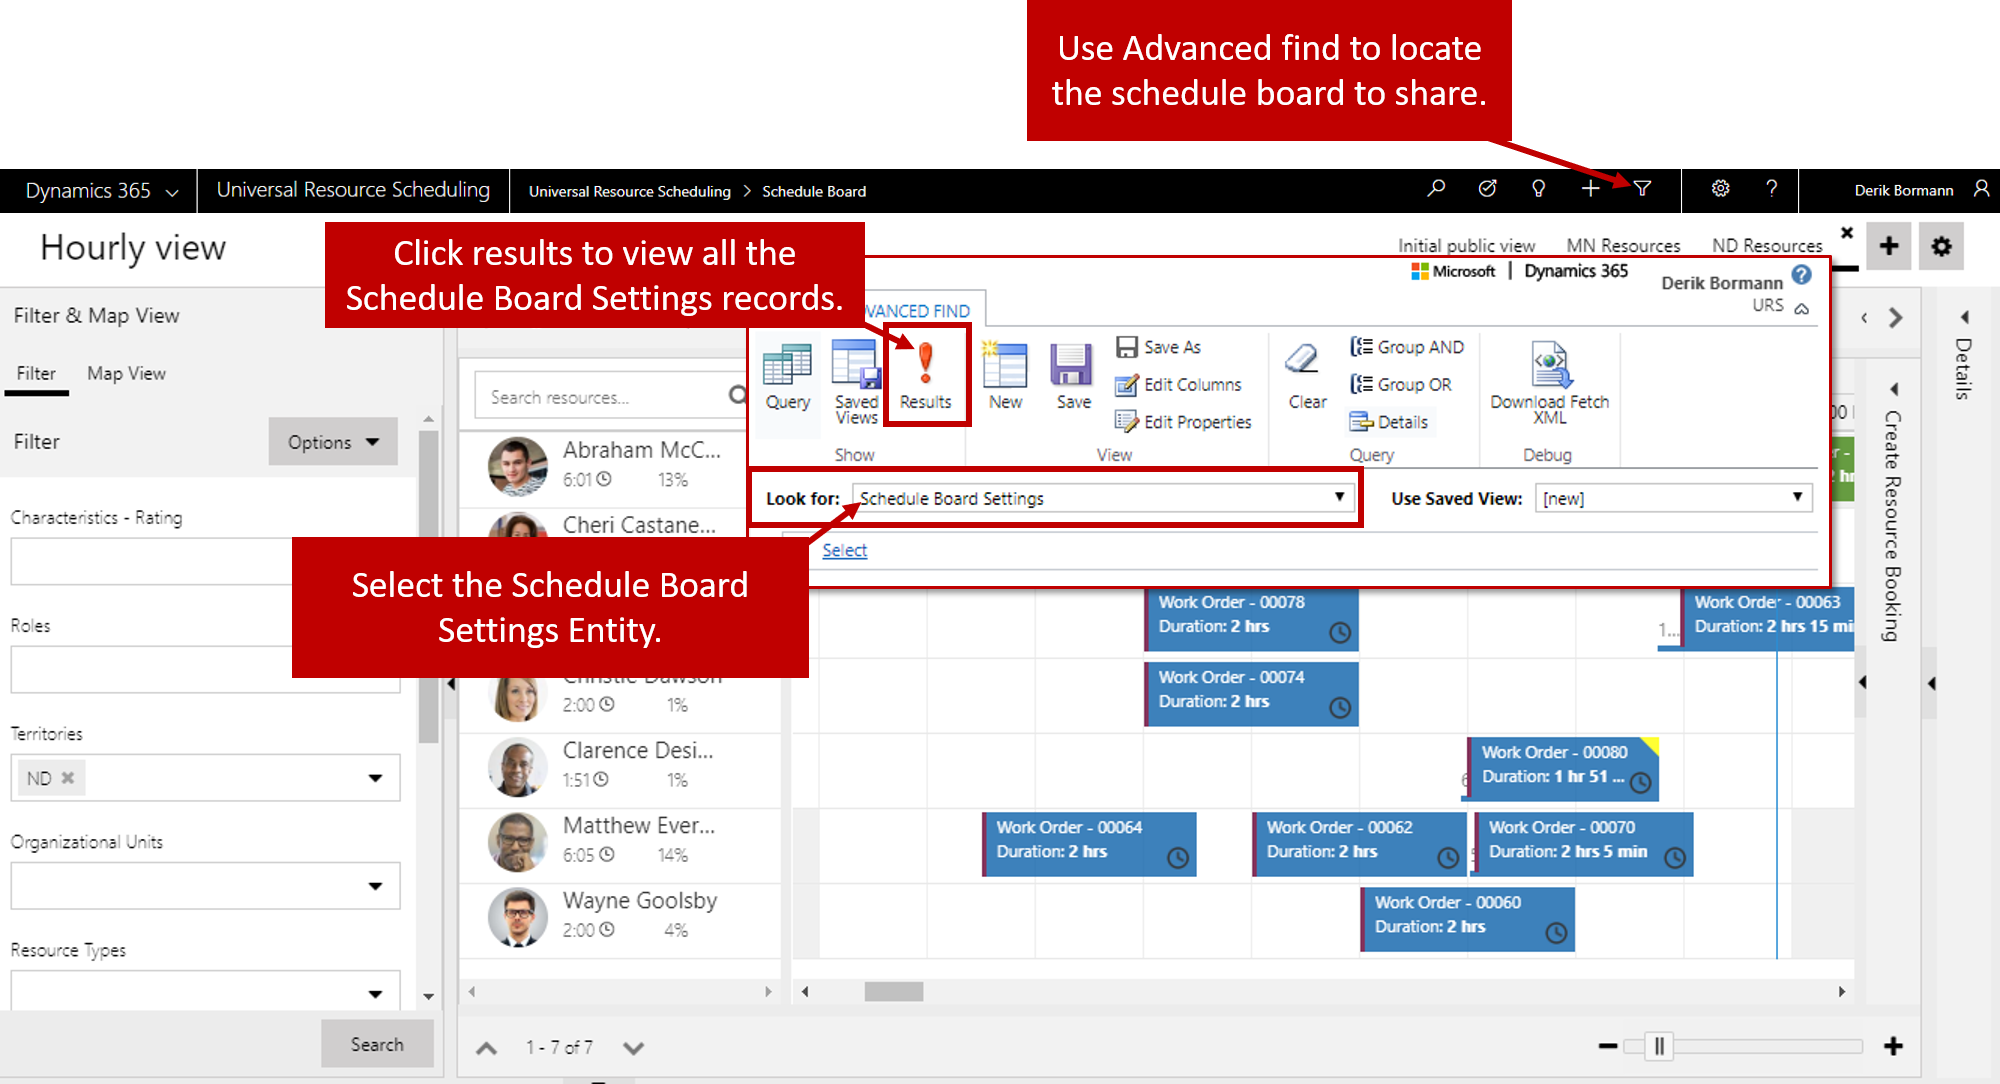 Use Advanced find to locate
the schedule board to share.
Dynamics 365
Universal Resource Scheduling
Universal Resource Scheduling > Schedule Board
Derik Bormann
Hourly view
Click results to view all the
Schedule Board Settings records.
Initial public view
MN Resources
ND Resources
Microsoft | Dynamics 365
Derik Bormann
URS
Filter & Map View
Filter
Map View
Filter
Options
Characteristics - Rating
Roles
Territories
ND
Organizational Units
Resource Types
Search
Search resources...
Abraham McC...
6:01
13%
Cheri Castane...
Christie Dawson
2:00
1%
Clarence Desi...
1:51
1%
Matthew Ever...
6:05
14%
Wayne Goolsby
2:00
4%
1 - 7 of 7
VANCED FIND
Query
Saved
Views
Results
Show
New
Save
Save As
Edit Columns
Edit Properties
View
Clear
Group AND
Group OR
Details
Query
Download Fetch
XML
Debug
Look for:
Schedule Board Settings
Use Saved View:
[new]
Select
Select the Schedule Board
Settings Entity.
Work Order - 00078
Duration: 2 hrs
1...
Work Order - 00063
Duration: 2 hrs 15 mi
Work Order - 00074
Duration: 2 hrs
Work Order - 00080
Duration: 1 hr 51 ...
Work Order - 00064
Duration: 2 hrs
Work Order - 00062
Duration: 2 hrs
Work Order - 00070
Duration: 2 hrs 5 min
Work Order - 00060
Duration: 2 hrs
Create Resource Booking
Details